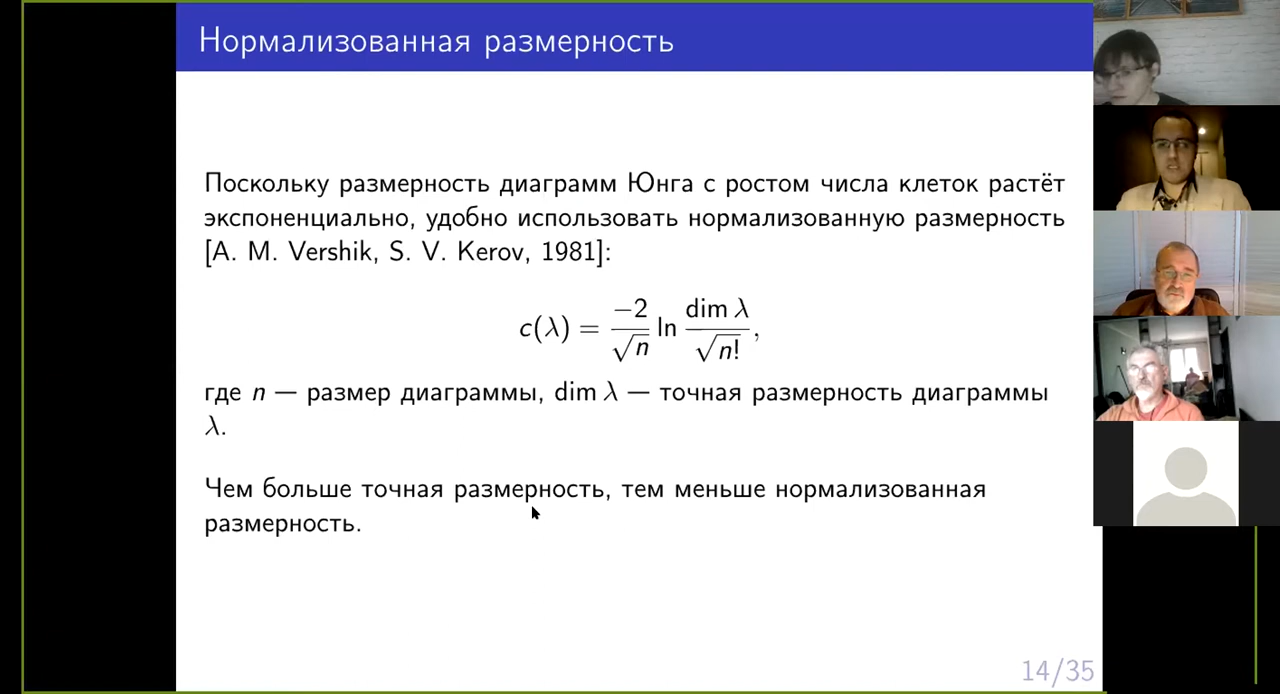 Нормализованная размерность
Поскольку размерность диаграмм Юнга с ростом числа клеток растёт
экспоненциально, удобно использовать нормализованную размерность
[A. M. Vershik, S. V. Kerov, 1981]:
c(λ) = −2/√n ln dim λ/√n!,
где n — размер диаграммы, dim λ — точная размерность диаграммы
λ.
Чем больше точная размерность, тем меньше нормализованная
размерность.
14/35